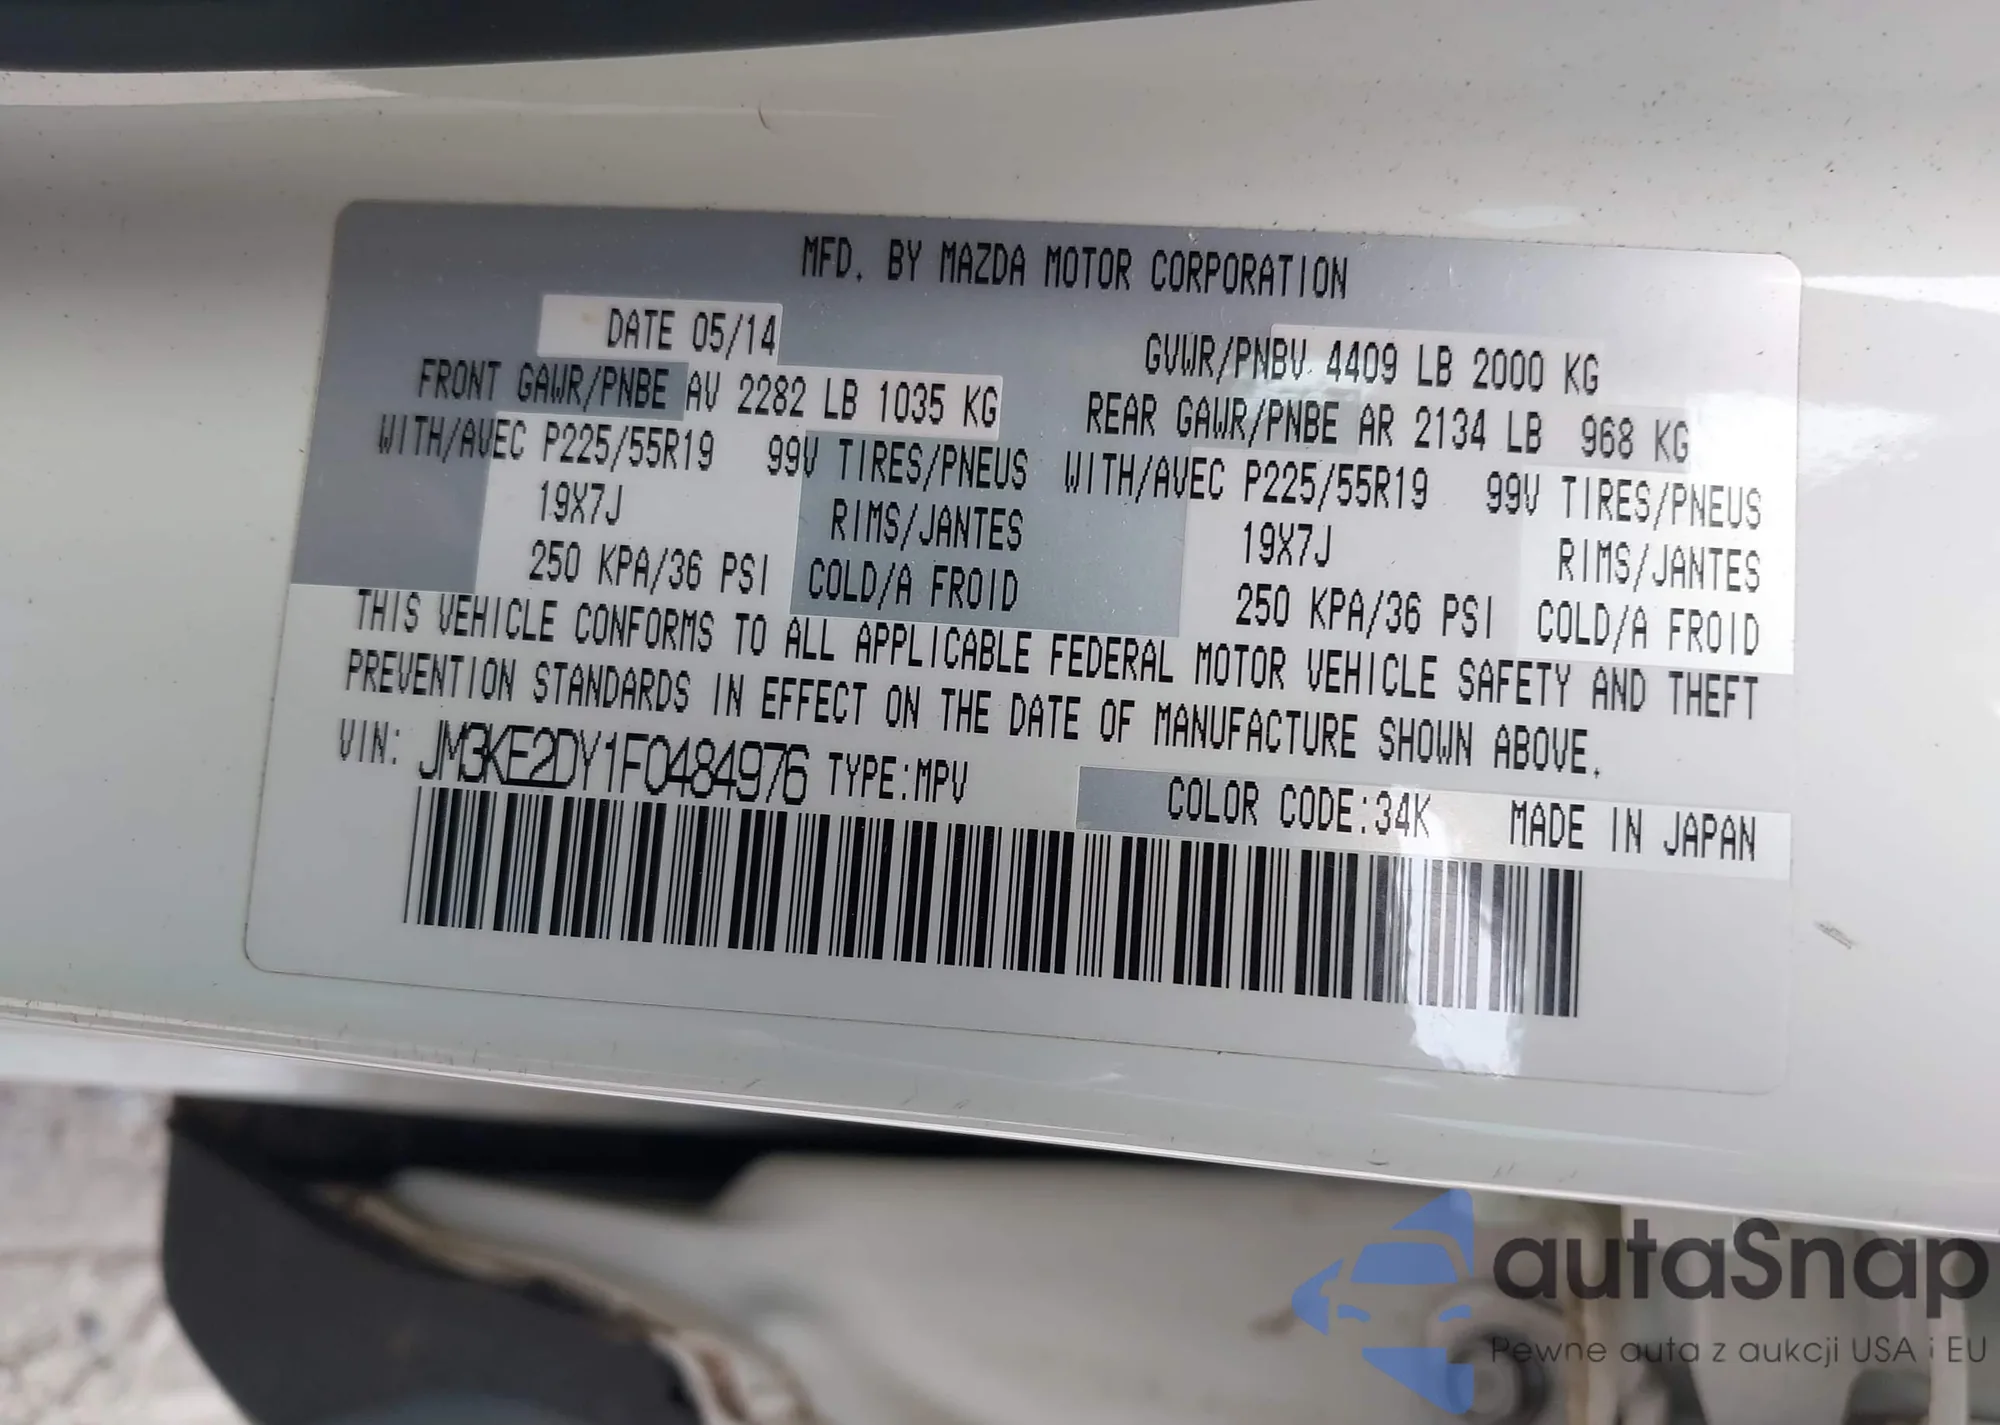 MFD. BY MAZDA MOTOR CORPORATION
DATE 05/14
GVWR/PNBV 4409 LB 2000 KG
FRONT GAWR/PNBE AV 2282 LB 1035 KG
REAR GAWR/PNBE AR 2134 LB 968 KG
WITH/AVEC P225/55R19 99V TIRES/PNEUS
WITH/AVEC P225/55R19 99V TIRES/PNEUS
19X7J RIMS/JANTES
19X7J RIMS/JANTES
250 KPA/36 PSI COLD/A FROID
250 KPA/36 PSI COLD/A FROID
THIS VEHICLE CONFORMS TO ALL APPLICABLE FEDERAL MOTOR VEHICLE SAFETY AND THEFT
PREVENTION STANDARDS IN EFFECT ON THE DATE OF MANUFACTURE SHOWN ABOVE.
VIN: JM3KE2DY1F0484976 TYPE:MPV
COLOR CODE:34K MADE IN JAPAN
autaSnap
Pewne auta z aukcji USA i EU